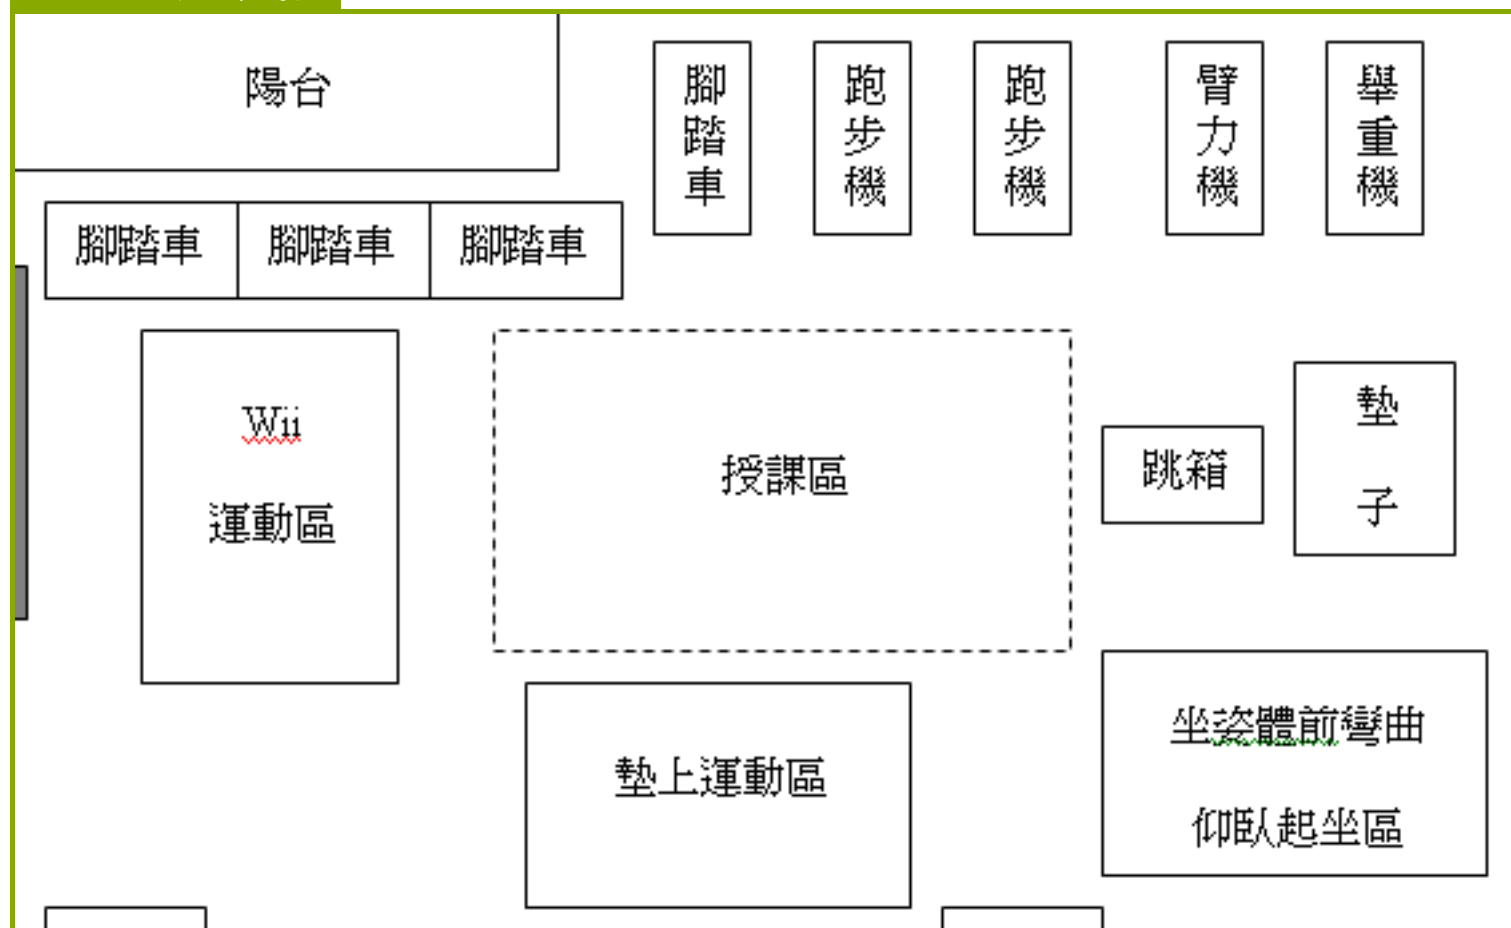 陽台
腳踏車
跑步機
跑步機
臂力機
舉重機
腳踏車
腳踏車
腳踏車
Wii
運動區
授課區
跳箱
墊
子
墊上運動區
坐姿體前彎曲
仰臥起坐區